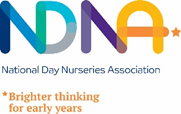 NDNA
National Day Nurseries Association
*Brighter thinking
for early years